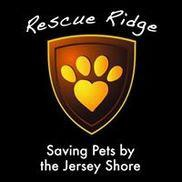 Rescue Ridge
Saving Pets by
the Jersey Shore